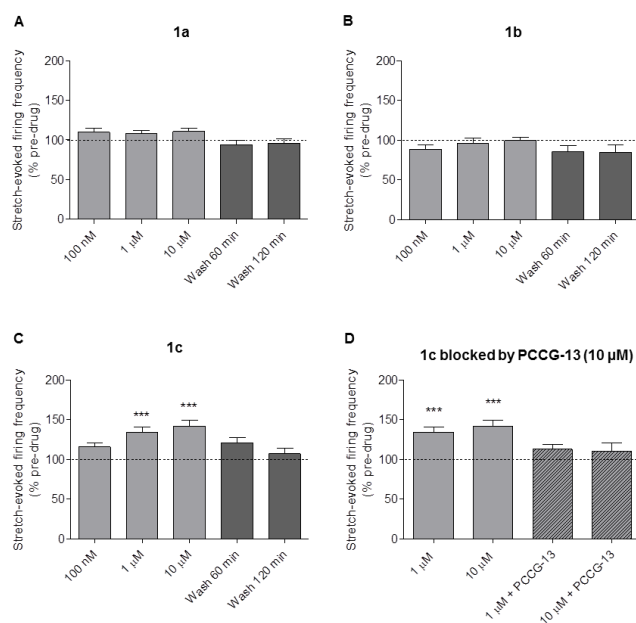 A
1a
Stretch-evoked firing frequency
(% pre-drug)
200
150
100
50
0
100 nM
1 μM
10 μM
Wash 60 min
Wash 120 min
B
1b
Stretch-evoked firing frequency
(% pre-drug)
200
150
100
50
0
100 nM
1 μM
10 μM
Wash 60 min
Wash 120 min
C
1c
Stretch-evoked firing frequency
(% pre-drug)
200
150
100
50
0
***
***
100 nM
1 μM
10 μM
Wash 60 min
Wash 120 min
D
1c blocked by PCCG-13 (10 μM)
Stretch-evoked firing frequency
(% pre-drug)
200
150
100
50
0
***
***
1 μM
10 μM
1 μM + PCCG-13
10 μM + PCCG-13